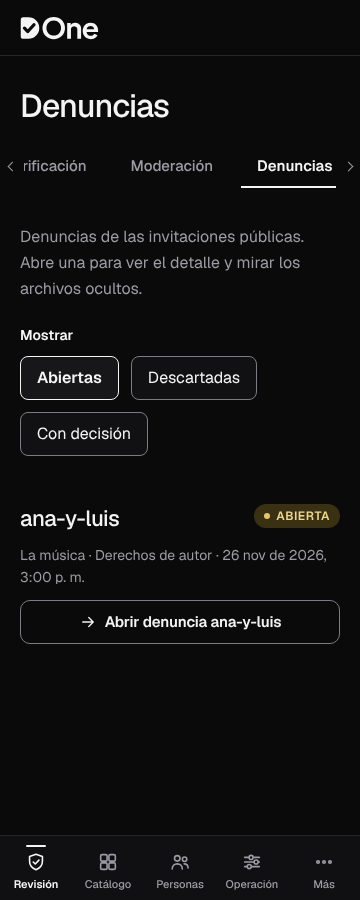 One
Denuncias
rificación
Moderación
Denuncias
Denuncias de las invitaciones públicas.
Abre una para ver el detalle y mirar los
archivos ocultos.
Mostrar
Abiertas
Descartadas
Con decisión
ana-y-luis
ABIERTA
La música · Derechos de autor · 26 nov de 2026,
3:00 p. m.
→ Abrir denuncia ana-y-luis
Revisión
Catálogo
Personas
Operación
Más